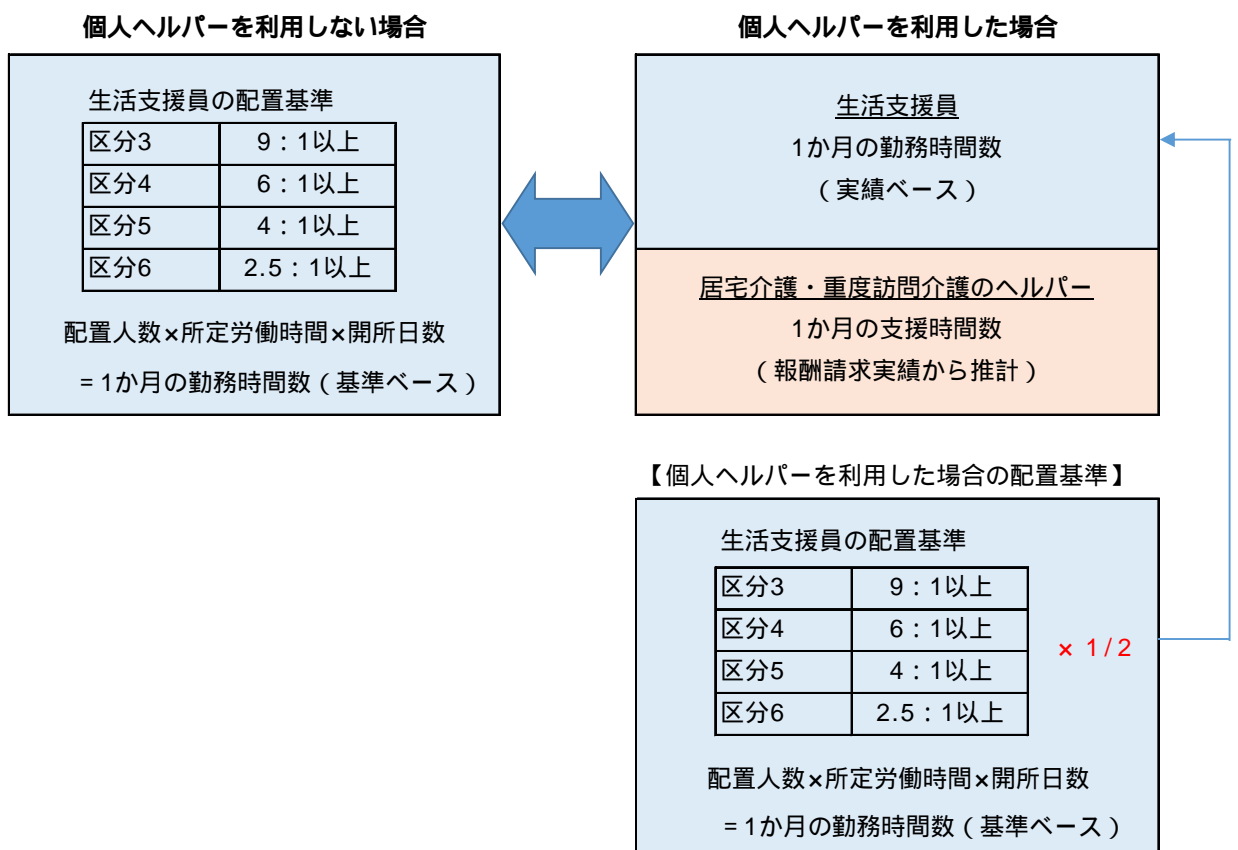 個人ヘルパーを利用しない場合
生活支援員の配置基準
区分3 9：1以上
区分4 6：1以上
区分5 4：1以上
区分6 2.5：1以上
配置人数×所定労働時間×開所日数
＝1か月の勤務時間数（基準ベース）
個人ヘルパーを利用した場合
生活支援員
1か月の勤務時間数
（実績ベース）
居宅介護・重度訪問介護のヘルパー
1か月の支援時間数
（報酬請求実績から推計）
【個人ヘルパーを利用した場合の配置基準】
生活支援員の配置基準
区分3 9：1以上
区分4 6：1以上
区分5 4：1以上
区分6 2.5：1以上
× 1/2
配置人数×所定労働時間×開所日数
＝1か月の勤務時間数（基準ベース）